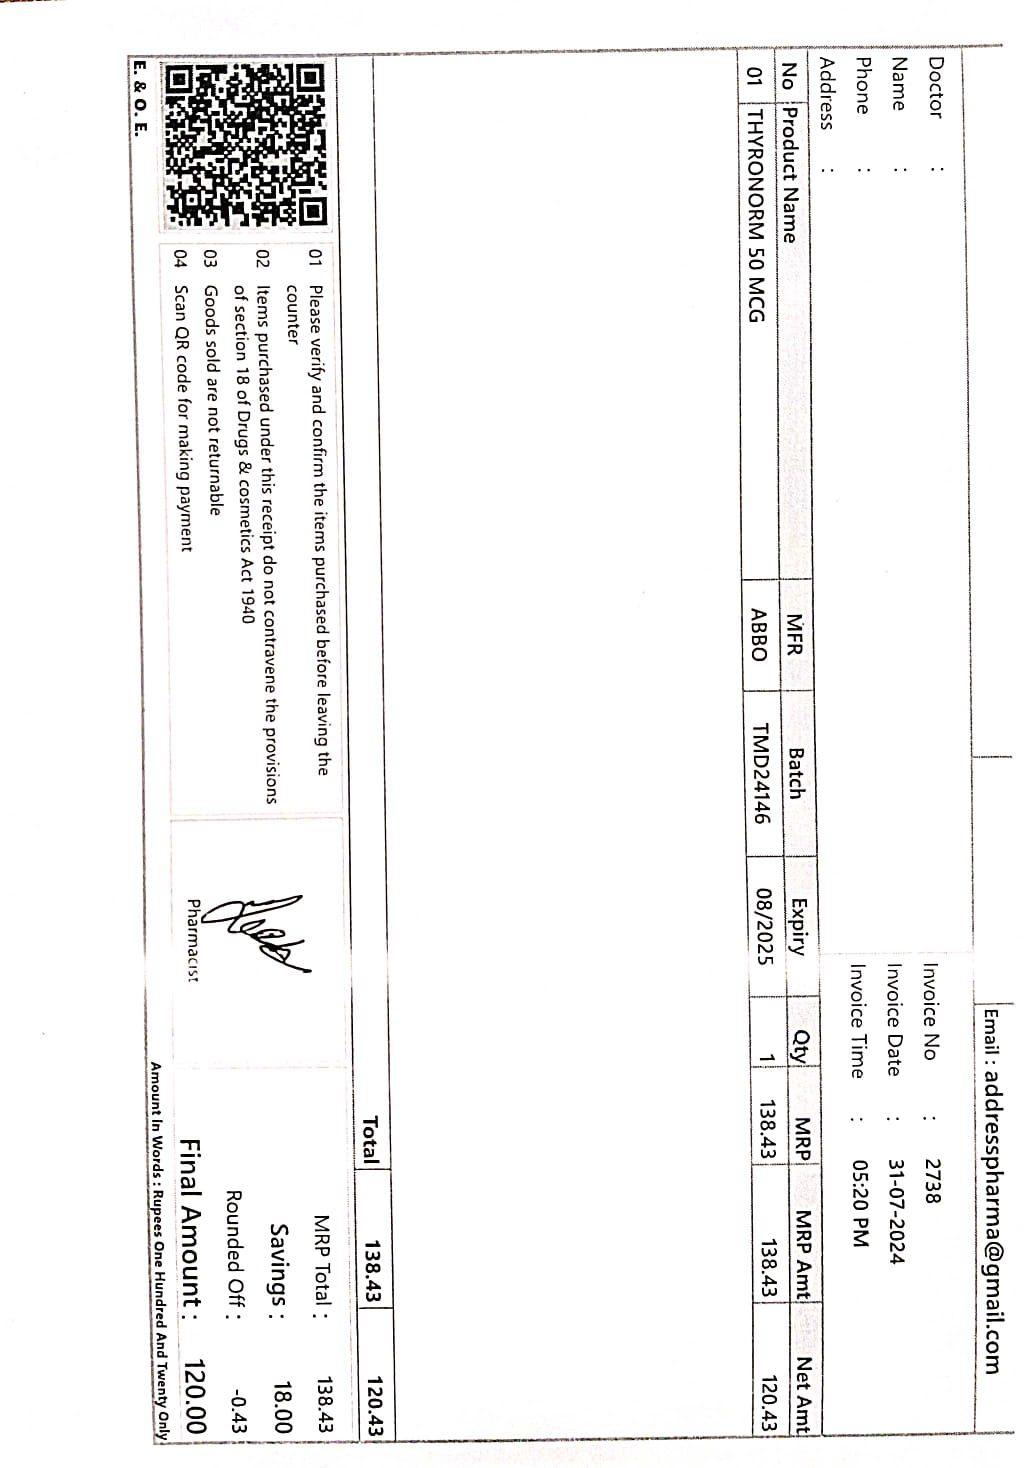 Email : addresspharma@gmail.com
Doctor :
Name :
Phone :
Address :
Invoice No : 2738
Invoice Date : 31-07-2024
Invoice Time : 05:20 PM
No Product Name MFR Batch Expiry Qty MRP MRP Amt Net Amt
01 THYRONORM 50 MCG ABBO TMD24146 08/2025 1 138.43 138.43 120.43
Total 138.43 120.43
01 Please verify and confirm the items purchased before leaving the
counter
02 Items purchased under this receipt do not contravene the provisions
of section 18 of Drugs & cosmetics Act 1940
03 Goods sold are not returnable
04 Scan QR code for making payment
E. & O. E.
Pharmacist
MRP Total : 138.43
Savings : 18.00
Rounded Off : -0.43
Final Amount : 120.00
Amount In Words : Rupees One Hundred And Twenty Only